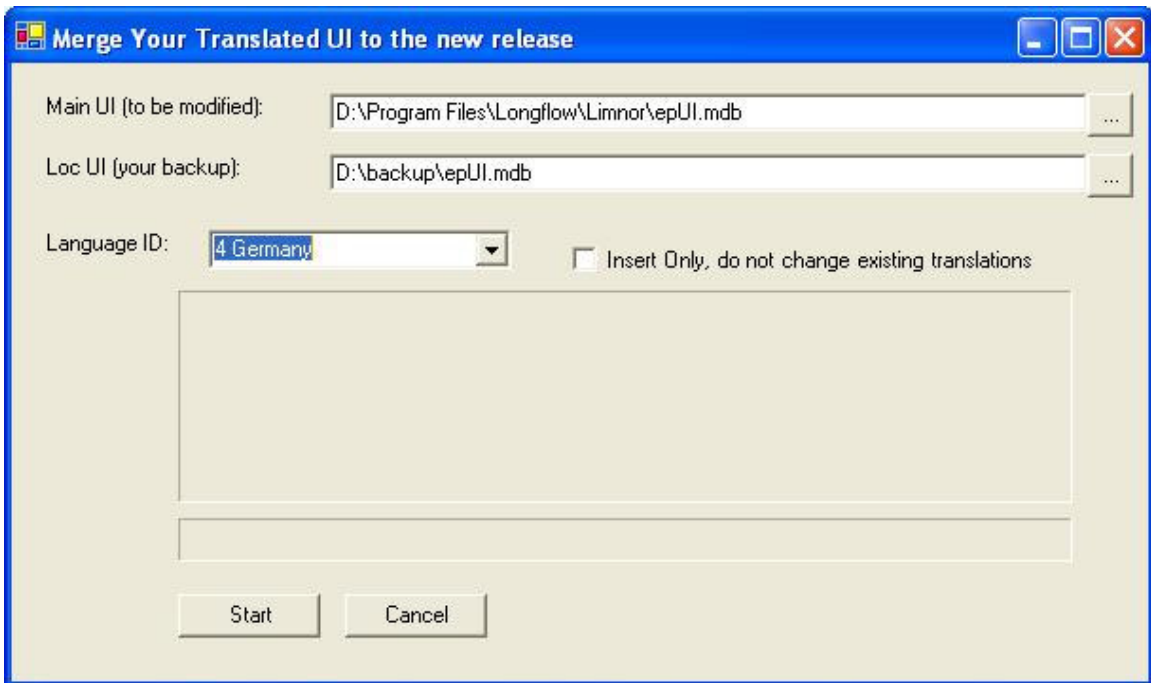 Merge Your Translated UI to the new release
Main UI (to be modified): D:\Program Files\Longflow\Limnor\epUI.mdb ...
Loc UI (your backup): D:\backup\epUI.mdb ...
Language ID: 4 Germany Insert Only, do not change existing translations
Start Cancel